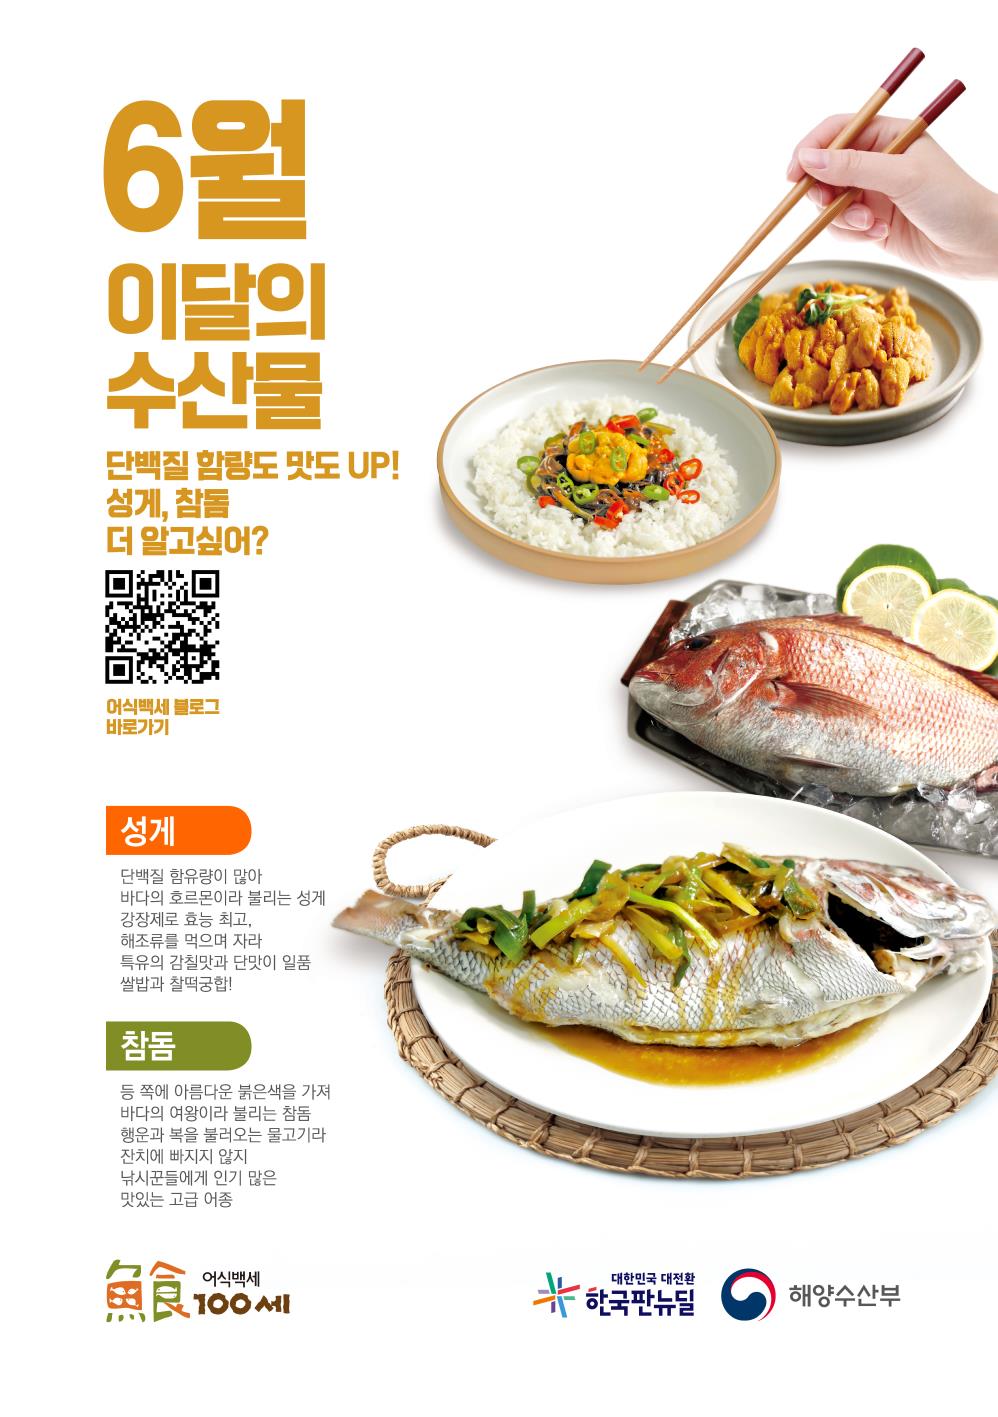 6월
이달의
수산물
단백질 함량도 맛도 UP!
성게, 참돔
더 알고싶어?
어식백세 블로그
바로가기
성게
단백질 함유량이 많아
바다의 호르몬이라 불리는 성게
강장제로 효능 최고,
해조류를 먹으며 자라
특유의 감칠맛과 단맛이 일품
쌀밥과 찰떡궁합!
참돔
등 쪽에 아름다운 붉은색을 가져
바다의 여왕이라 불리는 참돔
행운과 복을 불러오는 물고기라
잔치에 빠지지 않지
낚시꾼들에게 인기 많은
맛있는 고급 어종
魚食 어식백세
100세
대한민국 대전환
한국판뉴딜
해양수산부